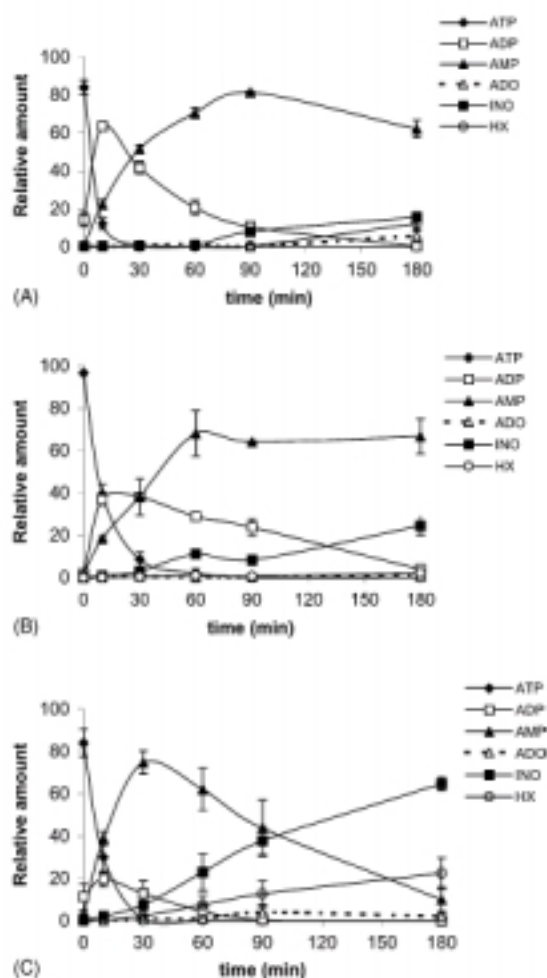 ATP
ADP
AMP
ADO
INO
HX
Relative amount
100
80
60
40
20
0
0 30 60 90 120 150 180
time (min)
(A)
ATP
ADP
AMP
ADO
INO
HX
Relative amount
100
80
60
40
20
0
0 30 60 90 120 150 180
time (min)
(B)
ATP
ADP
AMP
ADO
INO
HX
Relative amount
100
80
60
40
20
0
0 30 60 90 120 150 180
time (min)
(C)